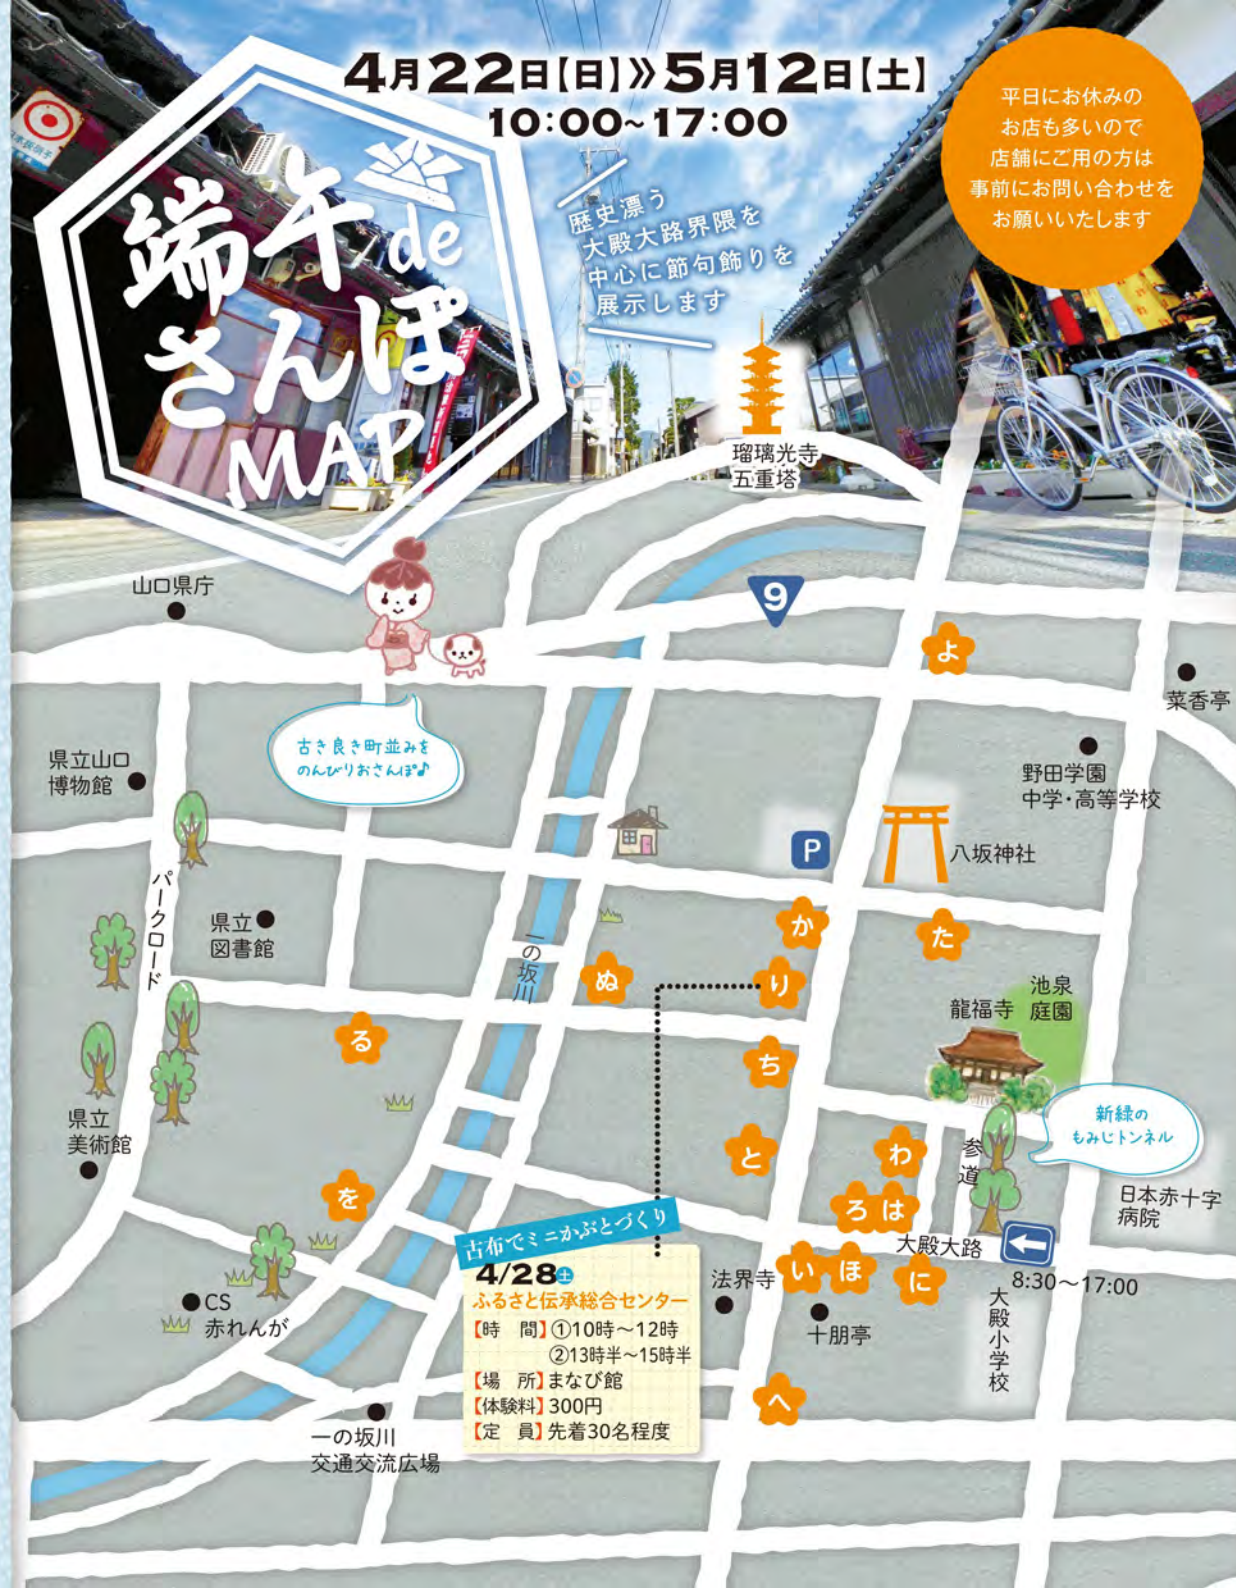 4月22日【日】》5月12日【土】
10:00~17:00
平日にお休みの
お店も多いので
店舗にご用の方は
事前にお問い合わせを
お願いいたします
端午de
さんぽ
MAP
歴史漂う
大殿大路界隈を
中心に節句飾りを
展示します
瑠璃光寺
五重塔
山口県庁
9
よ
菜香亭
古き良き町並みを
のんびりおさんぽ♪
県立山口
博物館
野田学園
中学・高等学校
P
八坂神社
パークロード
県立
図書館
一の坂川
か
た
ぬ
り
池泉
庭園
龍福寺
る
ち
県立
美術館
新緑の
もみじトンネル
と
わ
参道
を
ろ
は
日本赤十字
病院
大殿大路
8:30~17:00
古布でミニかぶとづくり
4/28土
ふるさと伝承総合センター
【時 間】①10時~12時
②13時半~15時半
【場 所】まなび館
【体験料】300円
【定 員】先着30名程度
法界寺
い
ほ
に
十朋亭
大殿小学校
CS
赤れんが
へ
一の坂川
交通交流広場